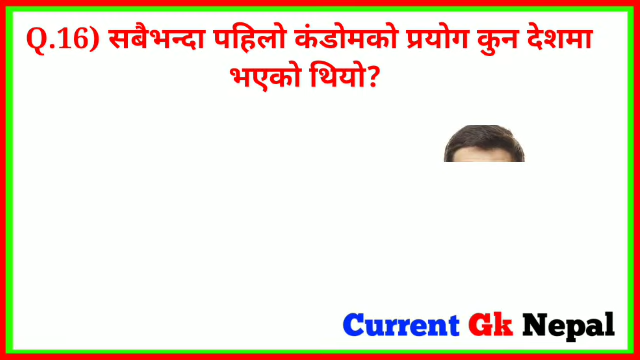 Q.16) सबैभन्दा पहिलो कंडोमको प्रयोग कुन देशमा
भएको थियो?
Current Gk Nepal